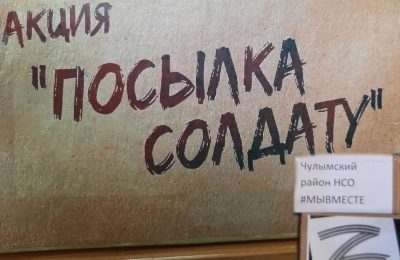 АКЦИЯ
"ПОСЫЛКА
СОЛДАТУ"
Чулымский
район НСО
#МЫВМЕСТЕ
Z